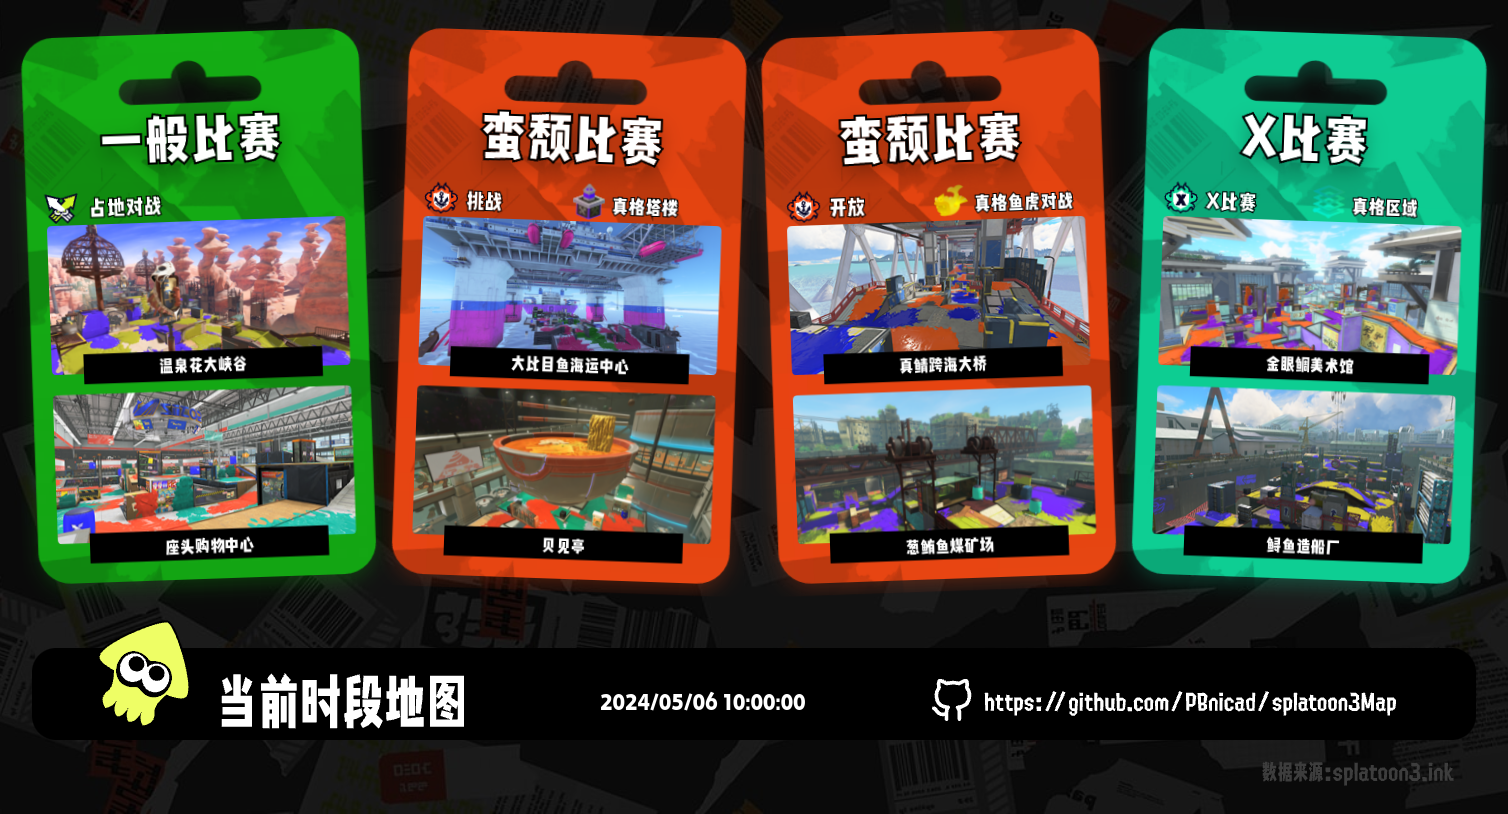 一般比赛
占地对战
温泉花大峡谷
座头购物中心
蛮颓比赛
挑战
真格塔楼
大比目鱼海运中心
贝见亭
蛮颓比赛
开放
真格鱼虎对战
真鲭跨海大桥
葱鲔鱼煤矿场
X比赛
X比赛
真格区域
金眼鲷美术馆
鲟鱼造船厂
当前时段地图
2024/05/06 10:00:00
https://github.com/PBnicad/splatoon3Map
数据来源:splatoon3.ink